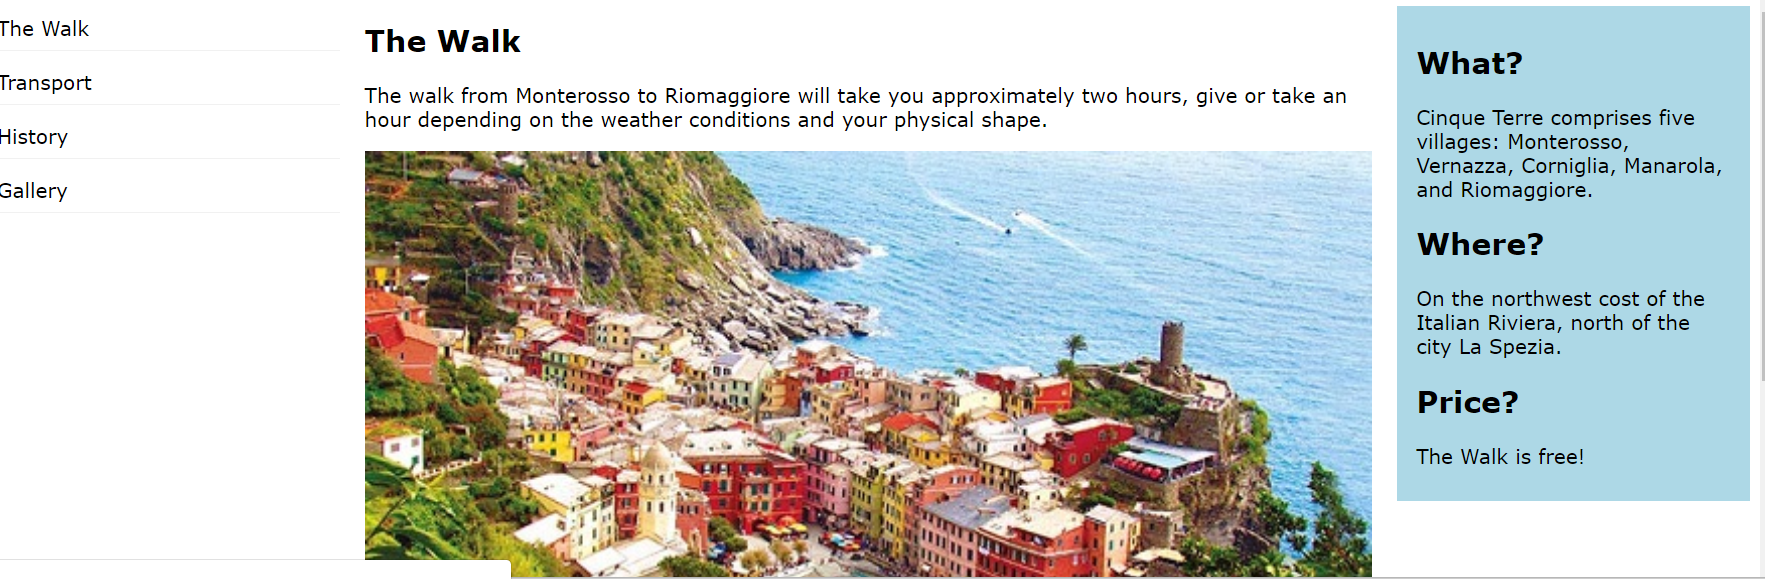 The Walk
Transport
History
Gallery
The Walk
The walk from Monterosso to Riomaggiore will take you approximately two hours, give or take an
hour depending on the weather conditions and your physical shape.
What?
Cinque Terre comprises five
villages: Monterosso,
Vernazza, Corniglia, Manarola,
and Riomaggiore.
Where?
On the northwest cost of the
Italian Riviera, north of the
city La Spezia.
Price?
The Walk is free!